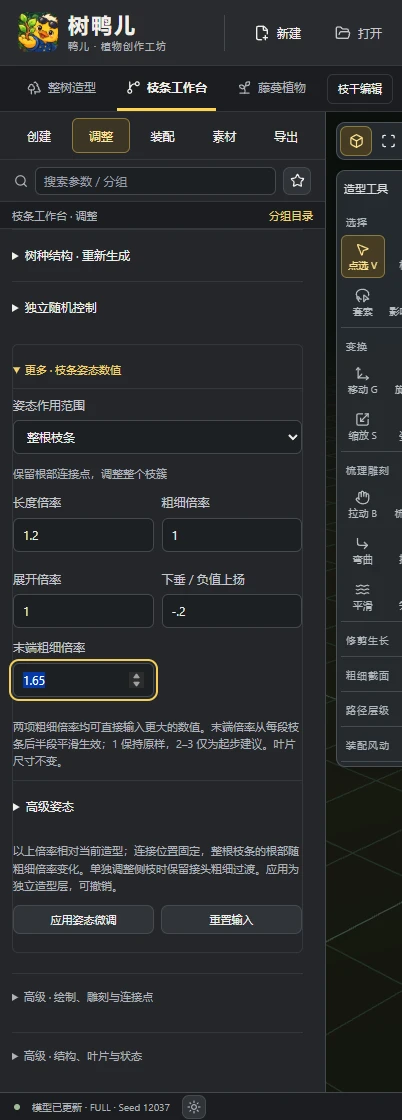 树鸭儿
鸭儿 · 植物创作工坊
新建
打开
整树造型
枝条工作台
藤蔓植物
枝干编辑
创建
调整
装配
素材
导出
搜索参数 / 分组
枝条工作台 · 调整
分组目录
树种结构 · 重新生成
独立随机控制
更多 · 枝条姿态数值
姿态作用范围
整根枝条
保留根部连接点，调整整个枝簇
长度倍率
粗细倍率
1.2
1
展开倍率
下垂 / 负值上扬
1
-.2
末端粗细倍率
1.65
两项粗细倍率均可直接输入更大的数值。末端倍率从每段枝
条后半段平滑生效；1 保持原样，2–3 仅为起步建议。叶片
尺寸不变。
高级姿态
以上倍率相对当前造型；连接位置固定，整根枝条的根部随
粗细倍率变化。单独调整侧枝时保留接头粗细过渡。应用为
独立造型层，可撤销。
应用姿态微调
重置输入
高级 · 绘制、雕刻与连接点
高级 · 结构、叶片与状态
模型已更新 · FULL · Seed 12037
造型工具
选择
点选 V
套索
变换
移动 G
缩放 S
梳理雕刻
拉动 B
弯曲
平滑
修剪生长
粗细截面
路径层级
装配风动